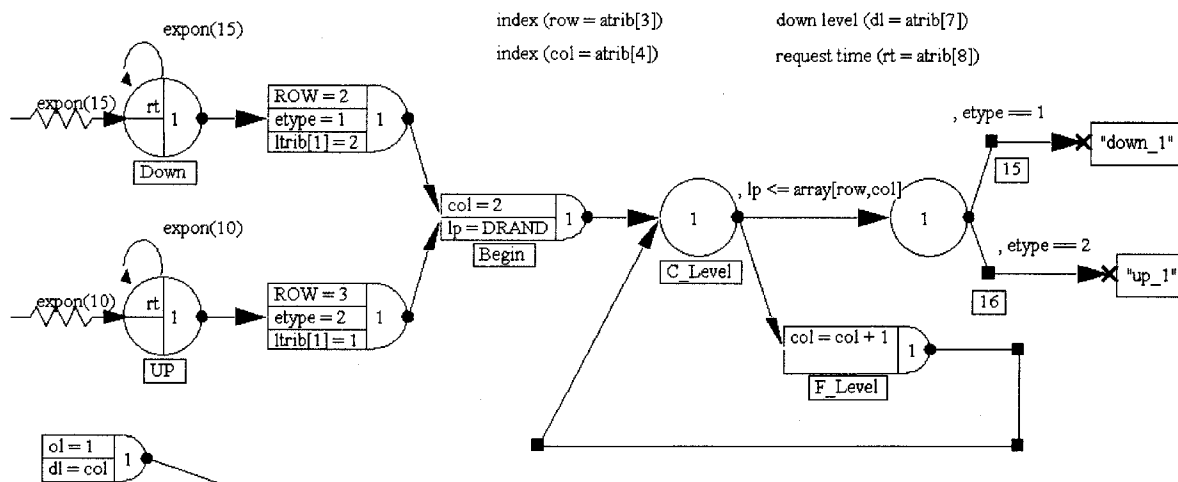 index (row = atrib[3])
down level (dl = atrib[7])
index (col = atrib[4])
request time (rt = atrib[8])
expon(15)
expon(15)
rt
1
Down
ROW = 2
etype = 1
ltrib[1] = 2
1
expon(10)
expon(10)
rt
1
UP
ROW = 3
etype = 2
ltrib[1] = 1
1
col = 2
lp = DRAND
1
Begin
1
C_Level
, lp <= array[row,col]
1
, etype == 1
15
"down_1"
, etype == 2
16
"up_1"
col = col + 1
1
F_Level
ol = 1
dl = col
1